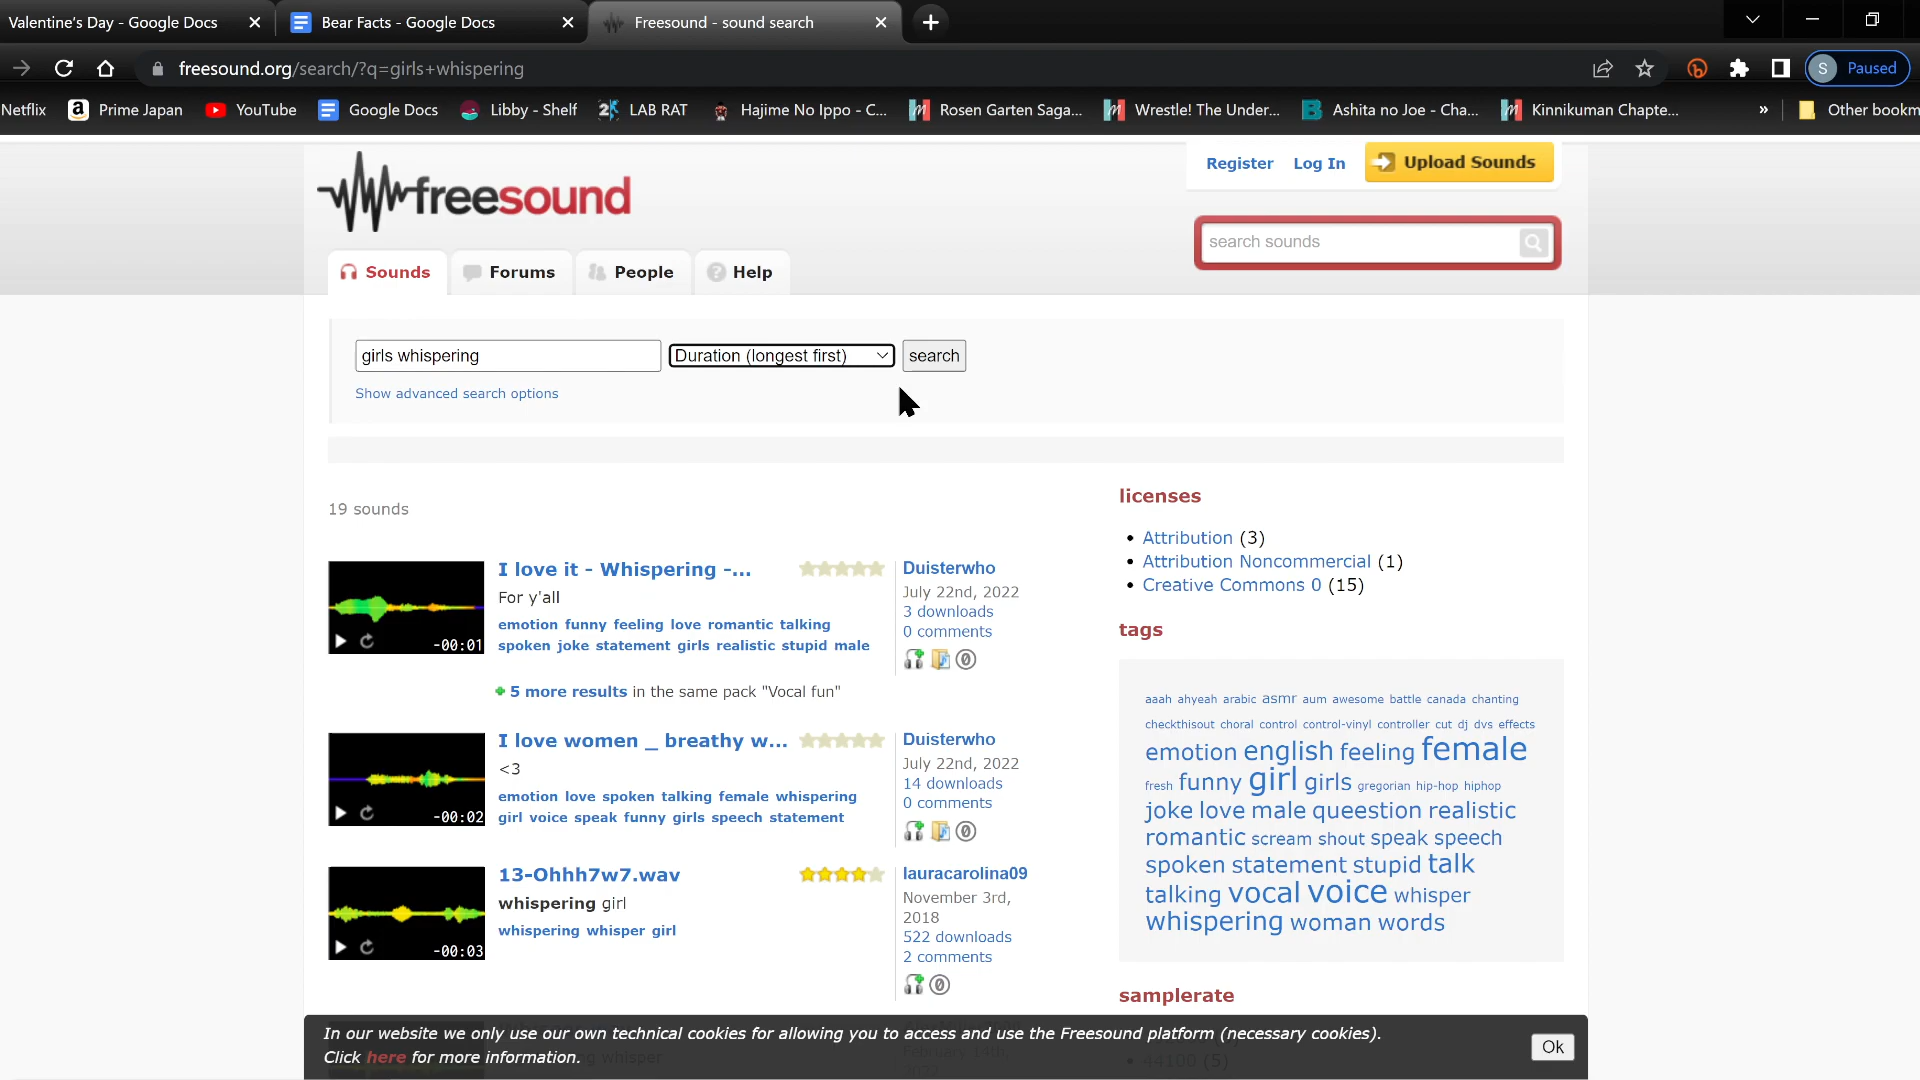 Valentine's Day - Google Docs
Bear Facts - Google Docs
Freesound - sound search
freesound.org/search/?q=girls+whispering
S Paused
Netflix
Prime Japan
YouTube
Google Docs
Libby - Shelf
LAB RAT
Hajime No Ippo - C...
Rosen Garten Saga...
Wrestle! The Under...
Ashita no Joe - Cha...
Kinnikuman Chapte...
»
Other bookm
freesound
Register Log In Upload Sounds
search sounds
Sounds Forums People Help
girls whispering Duration (longest first) search
Show advanced search options
19 sounds
I love it - Whispering -...
For y'all
emotion funny feeling love romantic talking
spoken joke statement girls realistic stupid male
-00:01
Duisterwho
July 22nd, 2022
3 downloads
0 comments
5 more results in the same pack "Vocal fun"
I love women _ breathy w...
<3
emotion love spoken talking female whispering
girl voice speak funny girls speech statement
-00:02
Duisterwho
July 22nd, 2022
14 downloads
0 comments
13-Ohhh7w7.wav
whispering girl
whispering whisper girl
-00:03
lauracarolina09
November 3rd,
2018
522 downloads
2 comments
licenses
• Attribution (3)
• Attribution Noncommercial (1)
• Creative Commons 0 (15)
tags
aaah ahyeah arabic asmr aum awesome battle canada chanting
checkthisout choral control control-vinyl controller cut dj dvs effects
emotion english feeling female
fresh funny girl girls gregorian hip-hop hiphop
joke love male queestion realistic
romantic scream shout speak speech
spoken statement stupid talk
talking vocal voice whisper
whispering woman words
samplerate
44100 (5)
In our website we only use our own technical cookies for allowing you to access and use the Freesound platform (necessary cookies).
Click here for more information.
Ok